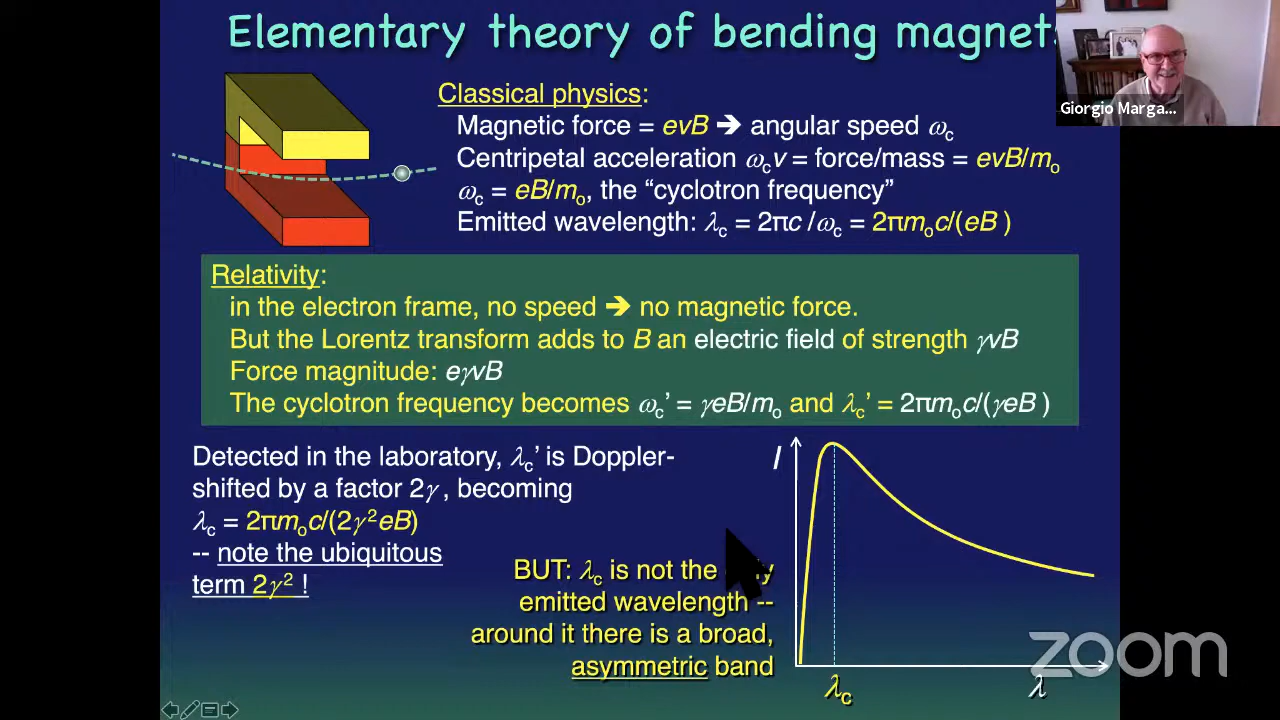 Elementary theory of bending magnets
Giorgio Marga...
Classical physics:
Magnetic force = evB ➔ angular speed ωc
Centripetal acceleration ωcv = force/mass = evB/mo
ωc = eB/mo, the “cyclotron frequency”
Emitted wavelength: λc = 2πc /ωc = 2πmoc/(eB )
Relativity:
in the electron frame, no speed ➔ no magnetic force.
But the Lorentz transform adds to B an electric field of strength γvB
Force magnitude: eγvB
The cyclotron frequency becomes ωc’ = γeB/mo and λc’ = 2πmoc/(γeB )
Detected in the laboratory, λc’ is Doppler-
shifted by a factor 2γ, becoming
λc = 2πmoc/(2γ²eB)
-- note the ubiquitous
term 2γ² !
BUT: λc is not the only
emitted wavelength --
around it there is a broad,
asymmetric band
I
λc
λ
zoom